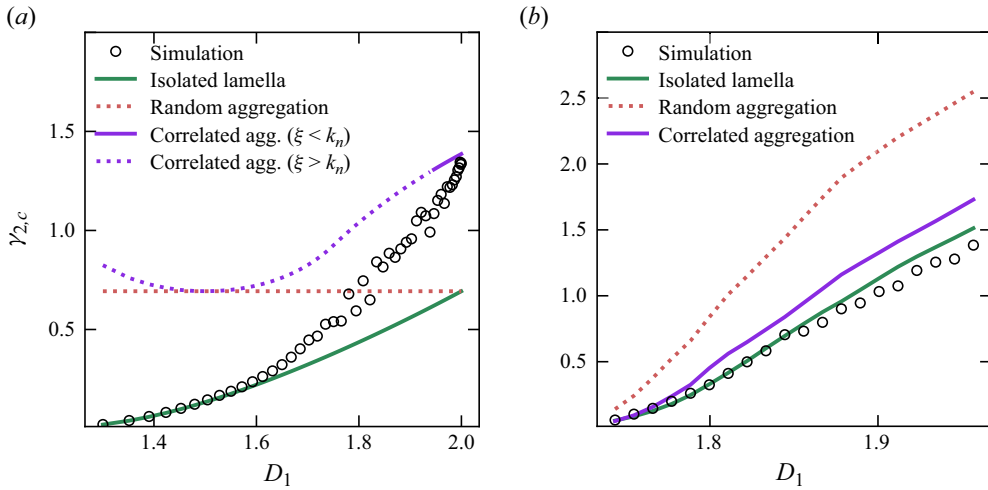 (a)
Simulation
Isolated lamella
Random aggregation
Correlated agg. (ξ < kₙ)
Correlated agg. (ξ > kₙ)
1.5
1.0
0.5
γ₂,c
1.4
1.6
1.8
2.0
D₁
(b)
Simulation
Isolated lamella
Random aggregation
Correlated aggregation
2.5
2.0
1.5
1.0
0.5
1.8
1.9
D₁